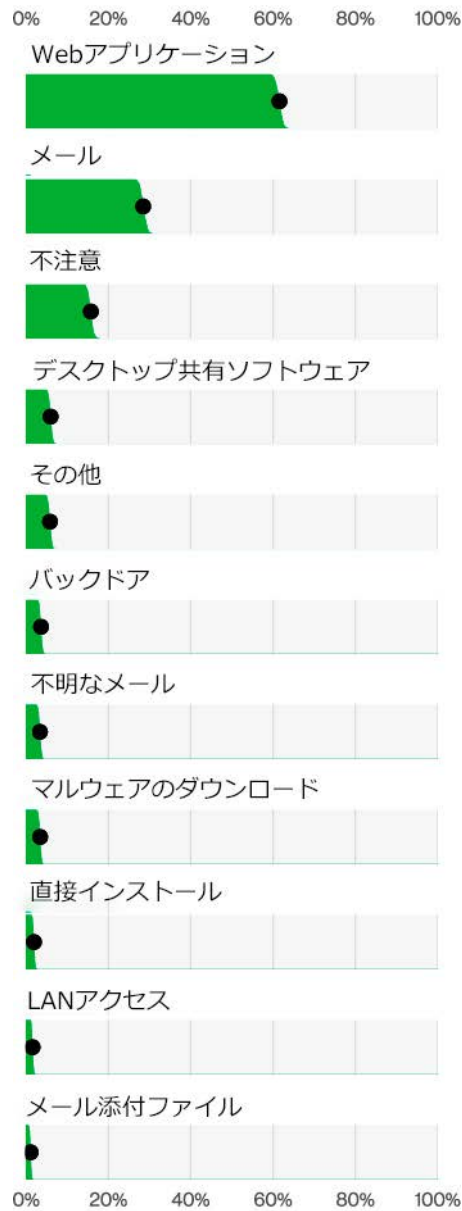 0% 20% 40% 60% 80% 100%
Webアプリケーション
メール
不注意
デスクトップ共有ソフトウェア
その他
バックドア
不明なメール
マルウェアのダウンロード
直接インストール
LANアクセス
メール添付ファイル
0% 20% 40% 60% 80% 100%